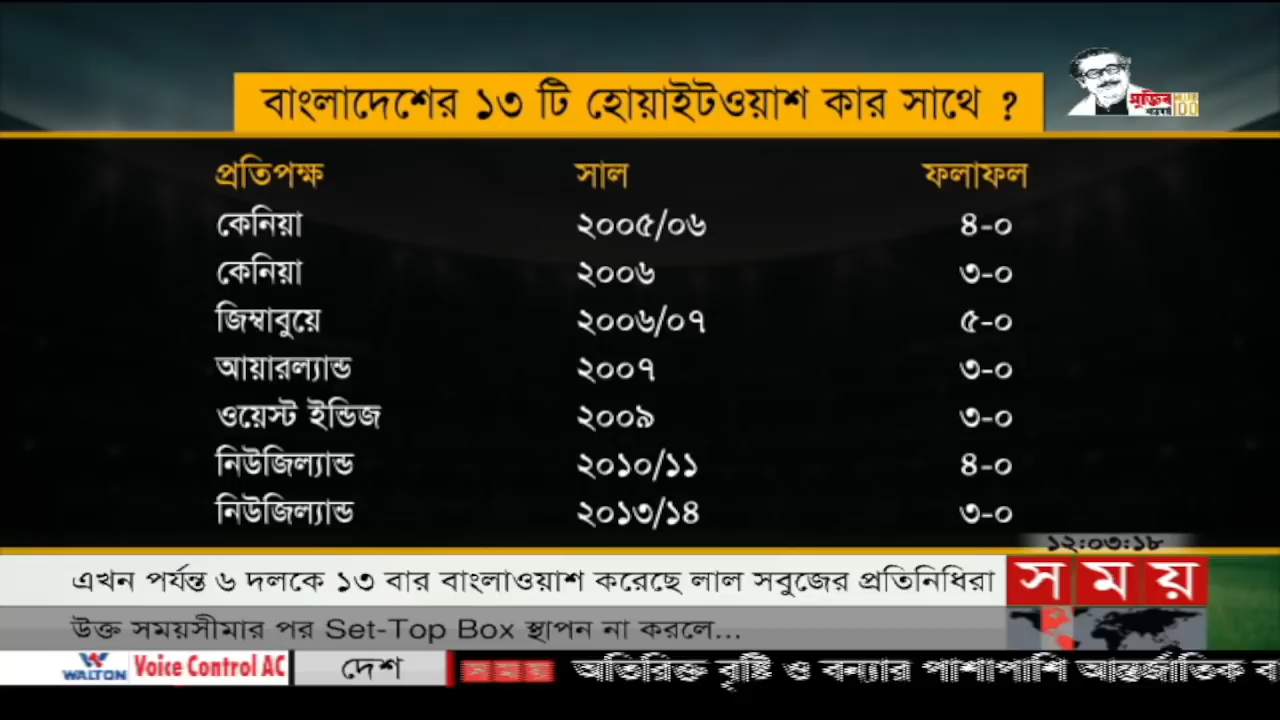 বাংলাদেশের ১৩ টি হোয়াইটওয়াশ কার সাথে ?
মুজিব
100
প্রতিপক্ষ সাল ফলাফল
কেনিয়া ২০০৫/০৬ ৪-০
কেনিয়া ২০০৬ ৩-০
জিম্বাবুয়ে ২০০৬/০৭ ৫-০
আয়ারল্যান্ড ২০০৭ ৩-০
ওয়েস্ট ইন্ডিজ ২০০৯ ৩-০
নিউজিল্যান্ড ২০১০/১১ ৪-০
নিউজিল্যান্ড ২০১৩/১৪ ৩-০
১২:০৩:১৮
এখন পর্যন্ত ৬ দলকে ১৩ বার বাংলাওয়াশ করেছে লাল সবুজের প্রতিনিধিরা
সময়
উক্ত সময়সীমার পর Set-Top Box স্থাপন না করলে...
WALTON Voice Control AC দেশ সময় অতিরিক্ত বৃষ্টি ও বন্যার পাশাপাশি আন্তর্জাতিক ব